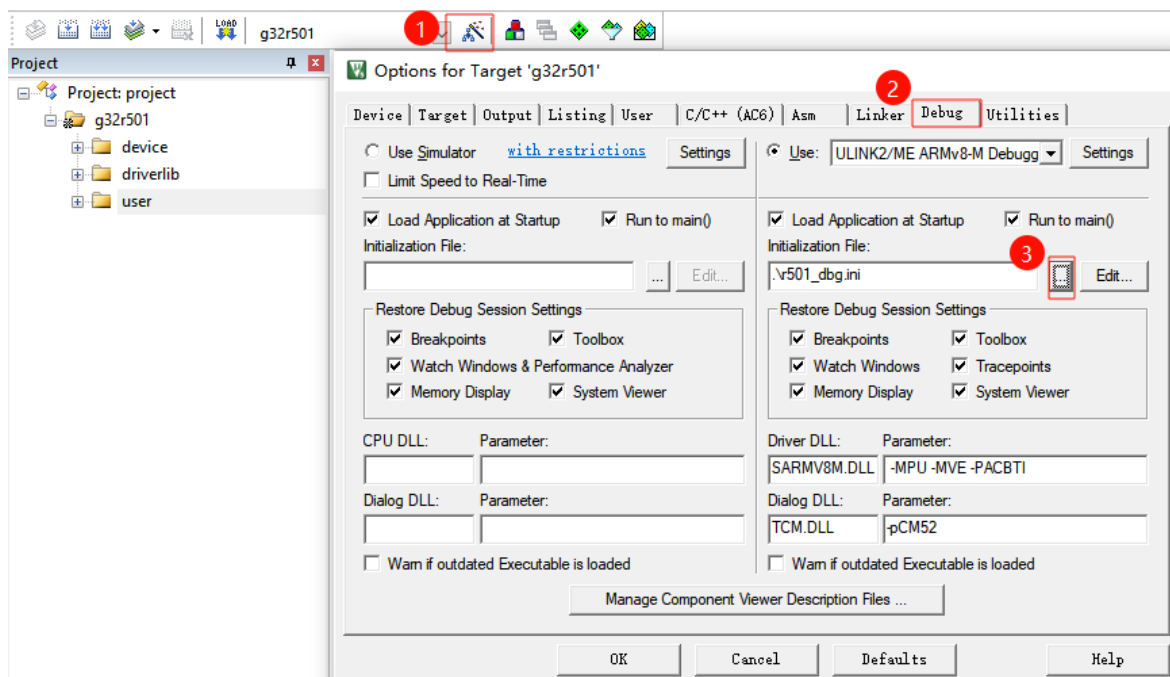 LOAD
g32r501
1
Project
Project: project
g32r501
device
driverlib
user
Options for Target 'g32r501'
2
Device Target Output Listing User C/C++ (AC6) Asm Linker Debug Utilities
Use Simulator with restrictions Settings
Limit Speed to Real-Time
Use: ULINK2/ME ARMv8-M Debugg Settings
Load Application at Startup Run to main()
Initialization File:
... Edit...
Load Application at Startup Run to main()
Initialization File:
3
.\r501_dbg.ini ... Edit...
Restore Debug Session Settings
Breakpoints Toolbox
Watch Windows & Performance Analyzer
Memory Display System Viewer
Restore Debug Session Settings
Breakpoints Toolbox
Watch Windows Tracepoints
Memory Display System Viewer
CPU DLL: Parameter:
Dialog DLL: Parameter:
Warn if outdated Executable is loaded
Driver DLL: Parameter:
SARMV8M.DLL -MPU -MVE -PACBTI
Dialog DLL: Parameter:
TCM.DLL -pCM52
Warn if outdated Executable is loaded
Manage Component Viewer Description Files ...
OK Cancel Defaults Help